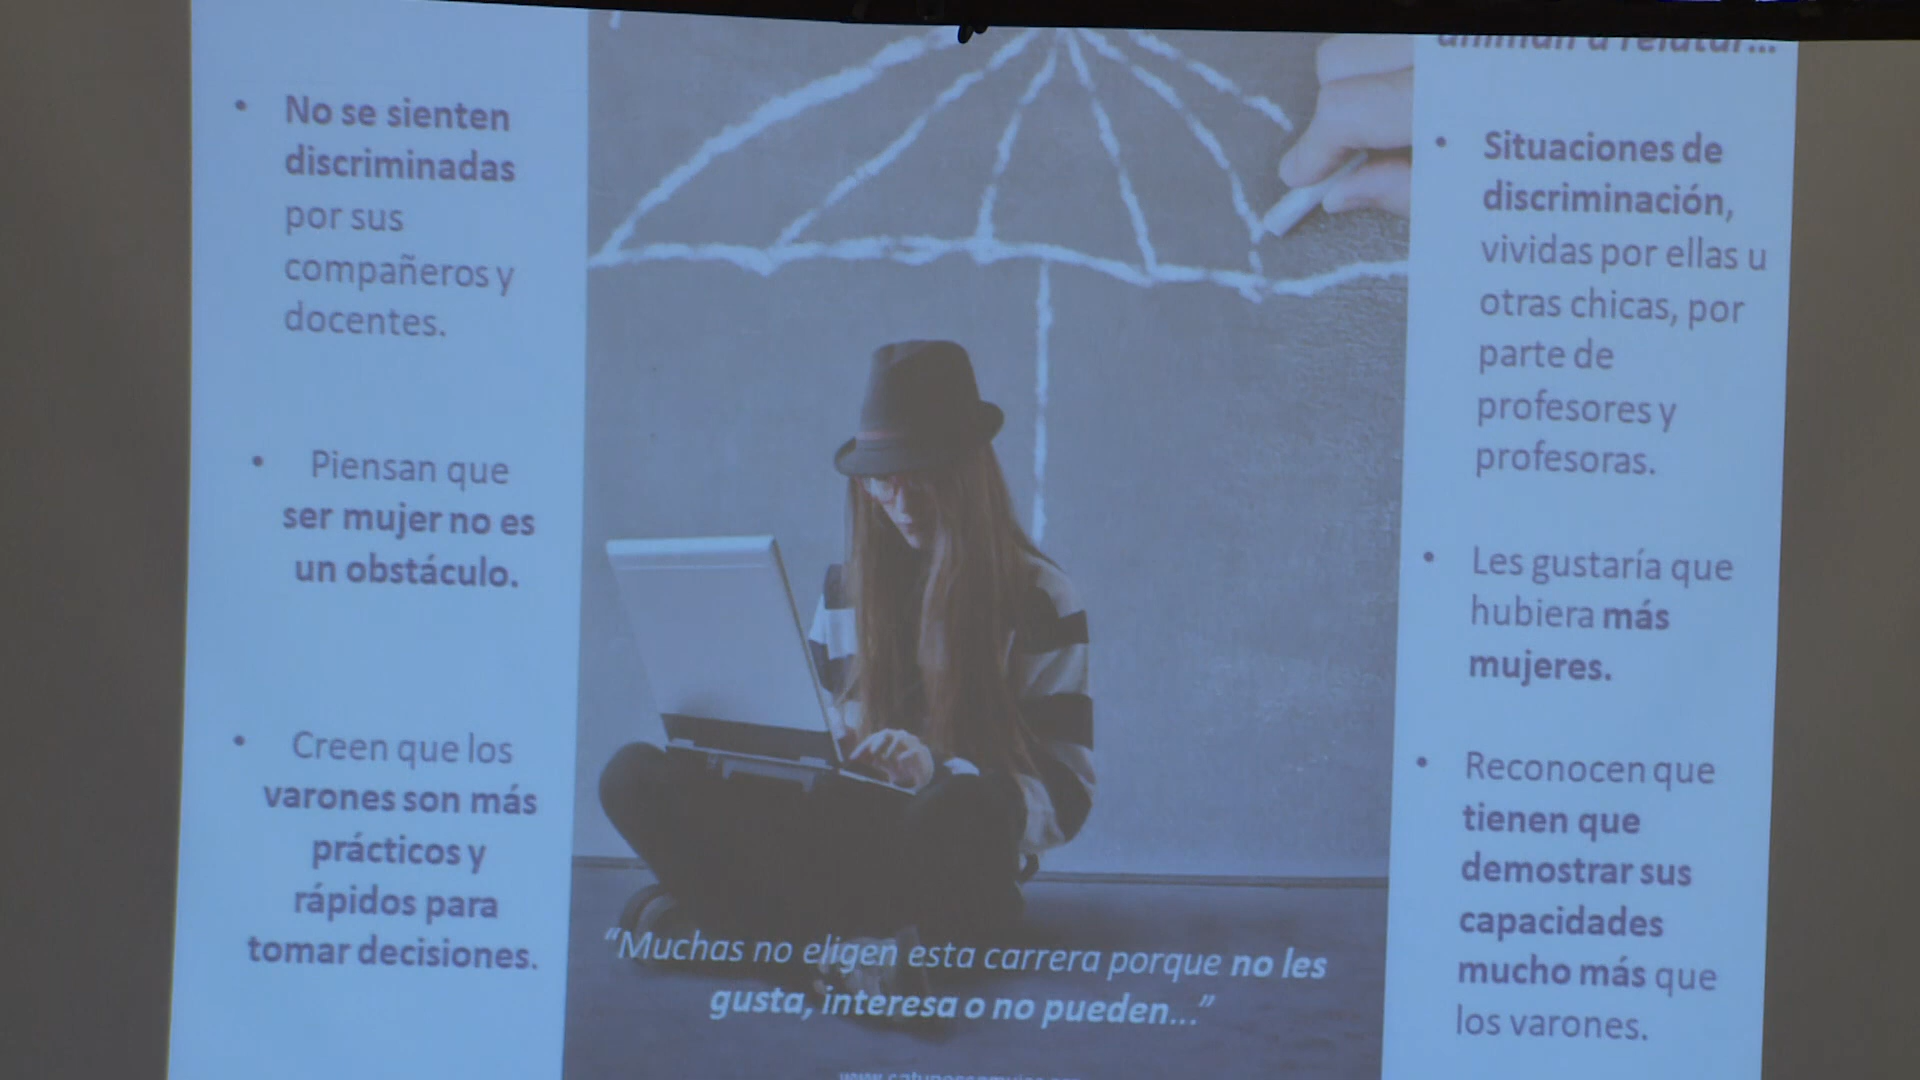 No se sienten
discriminadas
por sus
compañeros y
docentes.
Piensan que
ser mujer no es
un obstáculo.
Creen que los
varones son más
prácticos y
rápidos para
tomar decisiones.
“Muchas no eligen esta carrera porque no les
gusta, interesa o no pueden...”
animan a relatar...
Situaciones de
discriminación,
vividas por ellas u
otras chicas, por
parte de
profesores y
profesoras.
Les gustaría que
hubiera más
mujeres.
Reconocen que
tienen que
demostrar sus
capacidades
mucho más que
los varones.